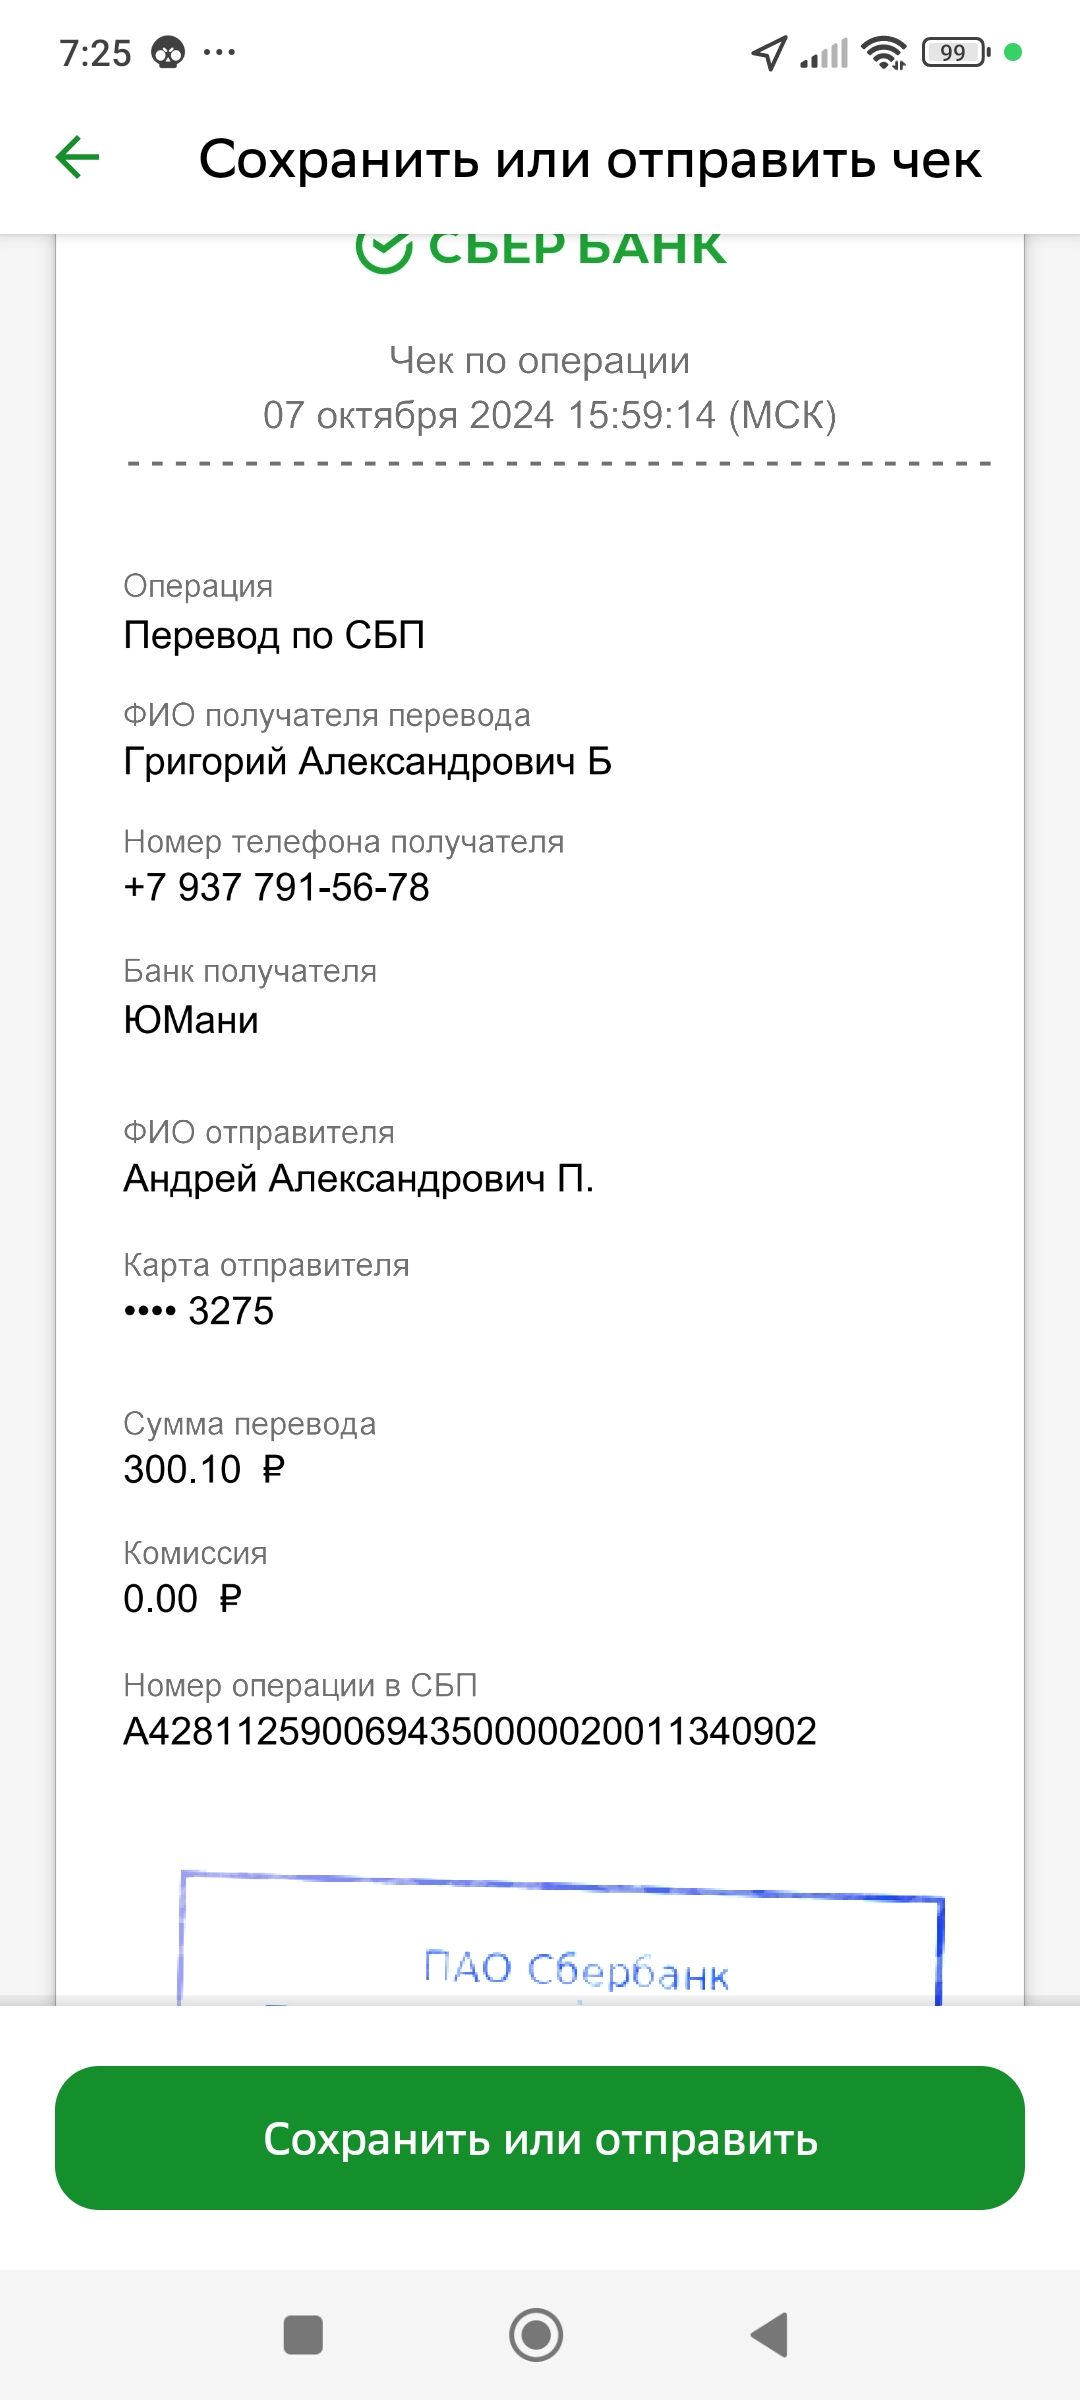 7:25
99
Сохранить или отправить чек
СБЕР БАНК
Чек по операции
07 октября 2024 15:59:14 (МСК)
Операция
Перевод по СБП
ФИО получателя перевода
Григорий Александрович Б
Номер телефона получателя
+7 937 791-56-78
Банк получателя
ЮМани
ФИО отправителя
Андрей Александрович П.
Карта отправителя
•••• 3275
Сумма перевода
300.10 ₽
Комиссия
0.00 ₽
Номер операции в СБП
A4281125900694350000020011340902
ПАО Сбербанк
Сохранить или отправить